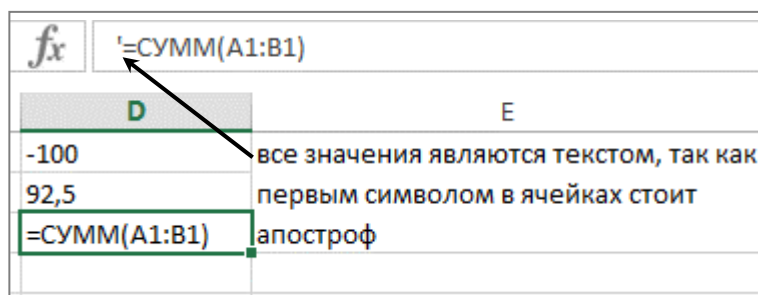 fx '=СУММ(A1:B1)
D E
-100 все значения являются текстом, так как
92,5 первым символом в ячейках стоит
=СУММ(A1:B1) апостроф